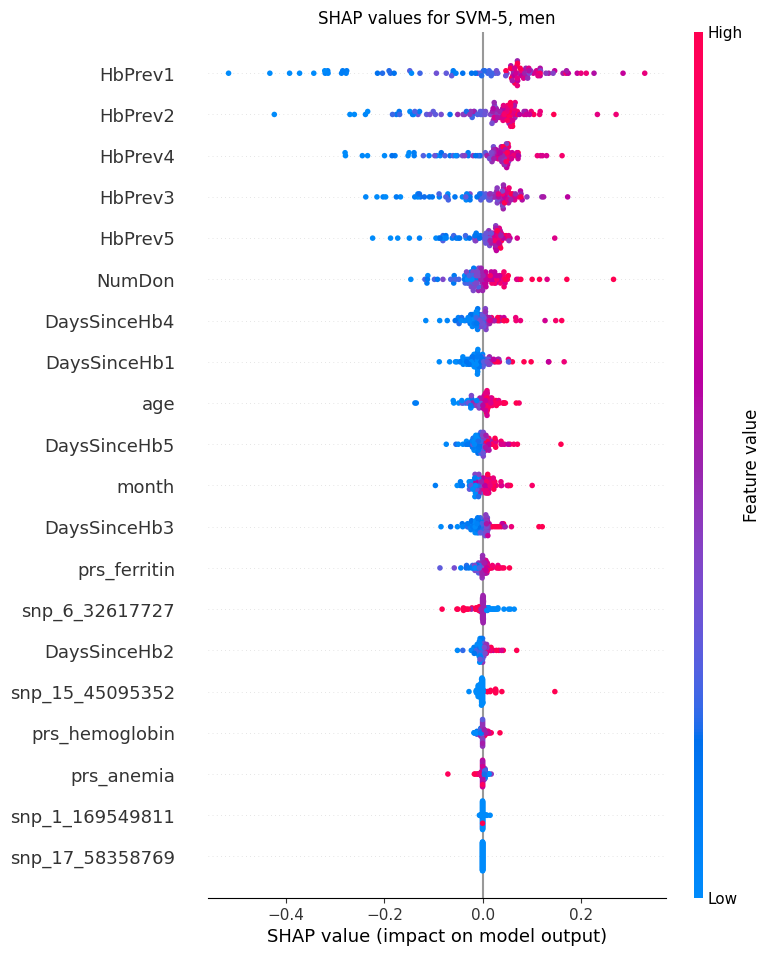 SHAP values for SVM-5, men
High
HbPrev1
HbPrev2
HbPrev4
HbPrev3
HbPrev5
NumDon
DaysSinceHb4
DaysSinceHb1
age
DaysSinceHb5
month
DaysSinceHb3
prs_ferritin
snp_6_32617727
DaysSinceHb2
snp_15_45095352
prs_hemoglobin
prs_anemia
snp_1_169549811
snp_17_58358769
Feature value
Low
−0.4 −0.2 0.0 0.2
SHAP value (impact on model output)